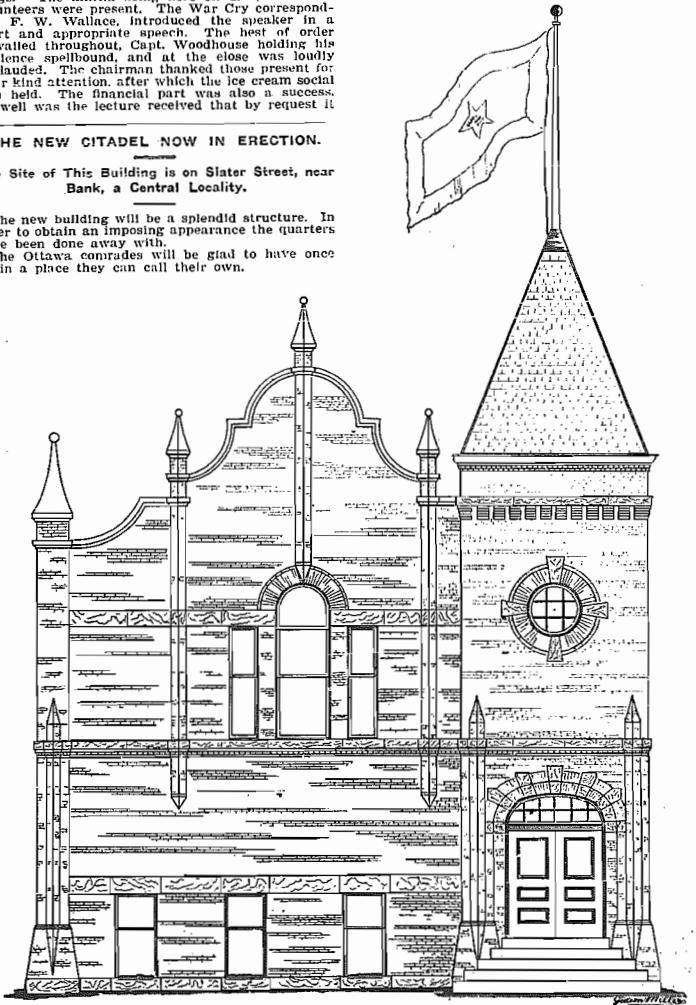 unteers were present. The War Cry correspond-
F. W. Wallace, introduced the speaker in a
rt and appropriate speech. The best of order
vailed throughout, Capt. Woodhouse holding his
ience spellbound, and at the close was loudly
lauded. The chairman thanked those present for
r kind attention, after which the ice cream social
held. The financial part was also a success.
well was the lecture received that by request it
HE NEW CITADEL NOW IN ERECTION.
Site of This Building is on Slater Street, near
Bank, a Central Locality.
he new building will be a splendid structure. In
er to obtain an imposing appearance the quarters
e been done away with.
he Ottawa comrades will be glad to have once
in a place they can call their own.